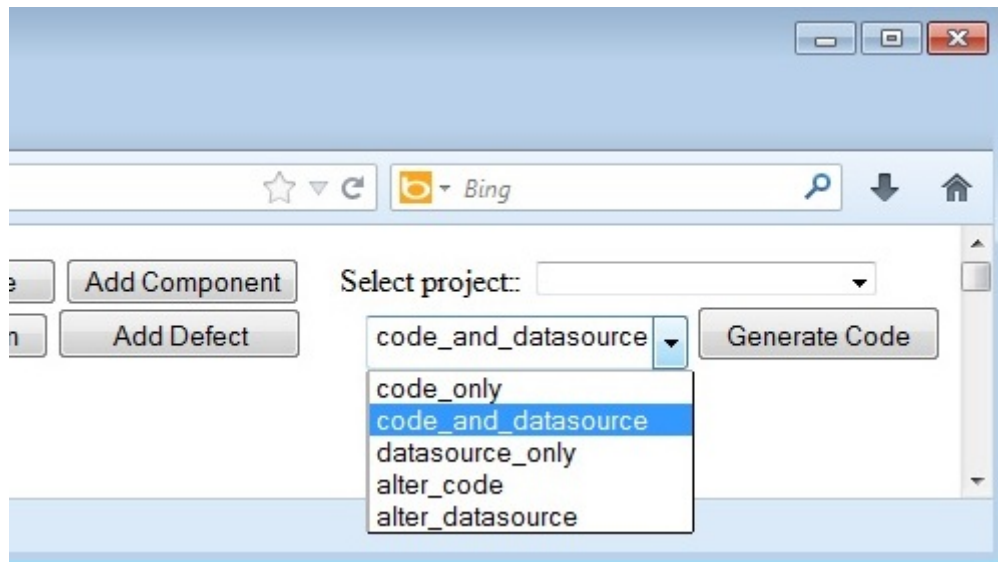 Bing
e
Add Component
Select project::
n
Add Defect
code_and_datasource
Generate Code
code_only
code_and_datasource
datasource_only
alter_code
alter_datasource